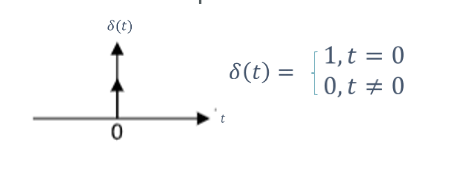 δ(t)
δ(t) = { 1, t = 0
0, t ≠ 0
t
0